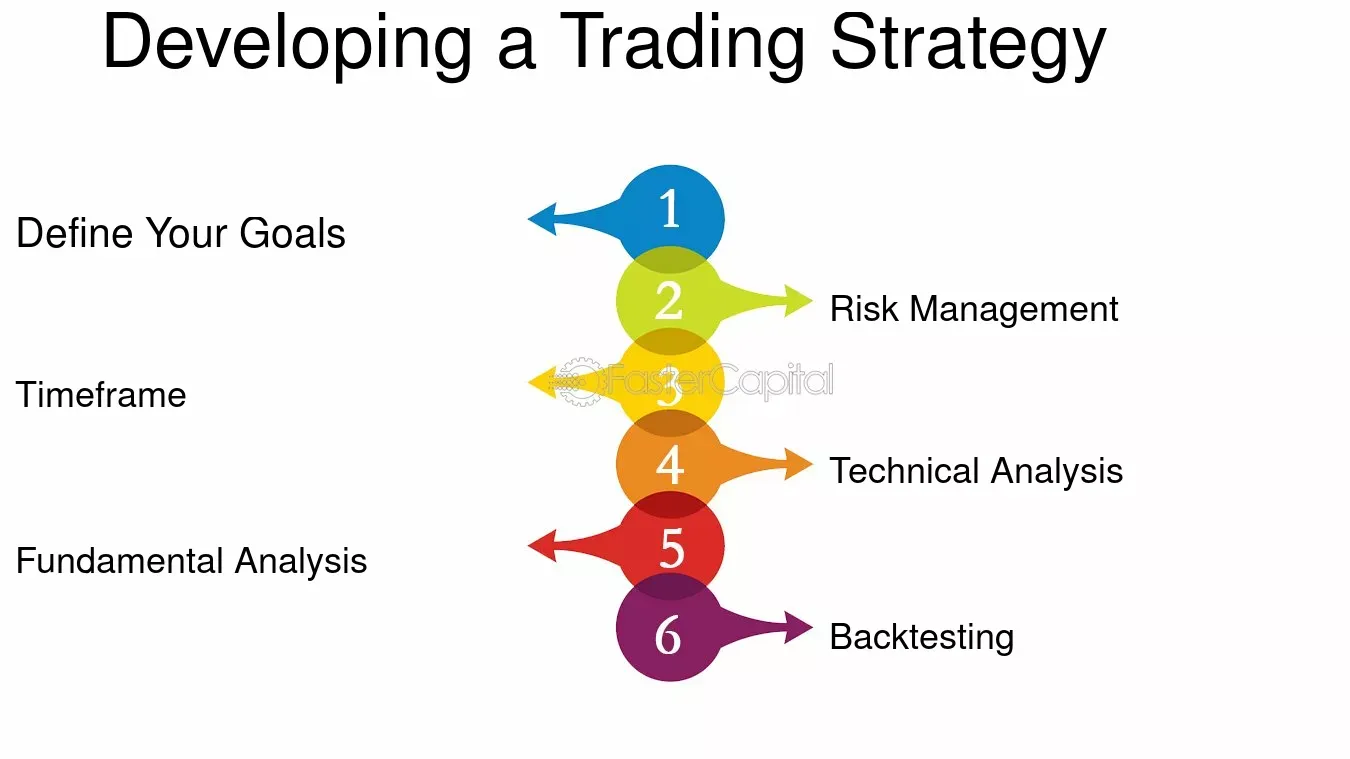 Developing a Trading Strategy
1
Define Your Goals
2
Risk Management
3
FasterCapital
Timeframe
4
Technical Analysis
5
Fundamental Analysis
6
Backtesting